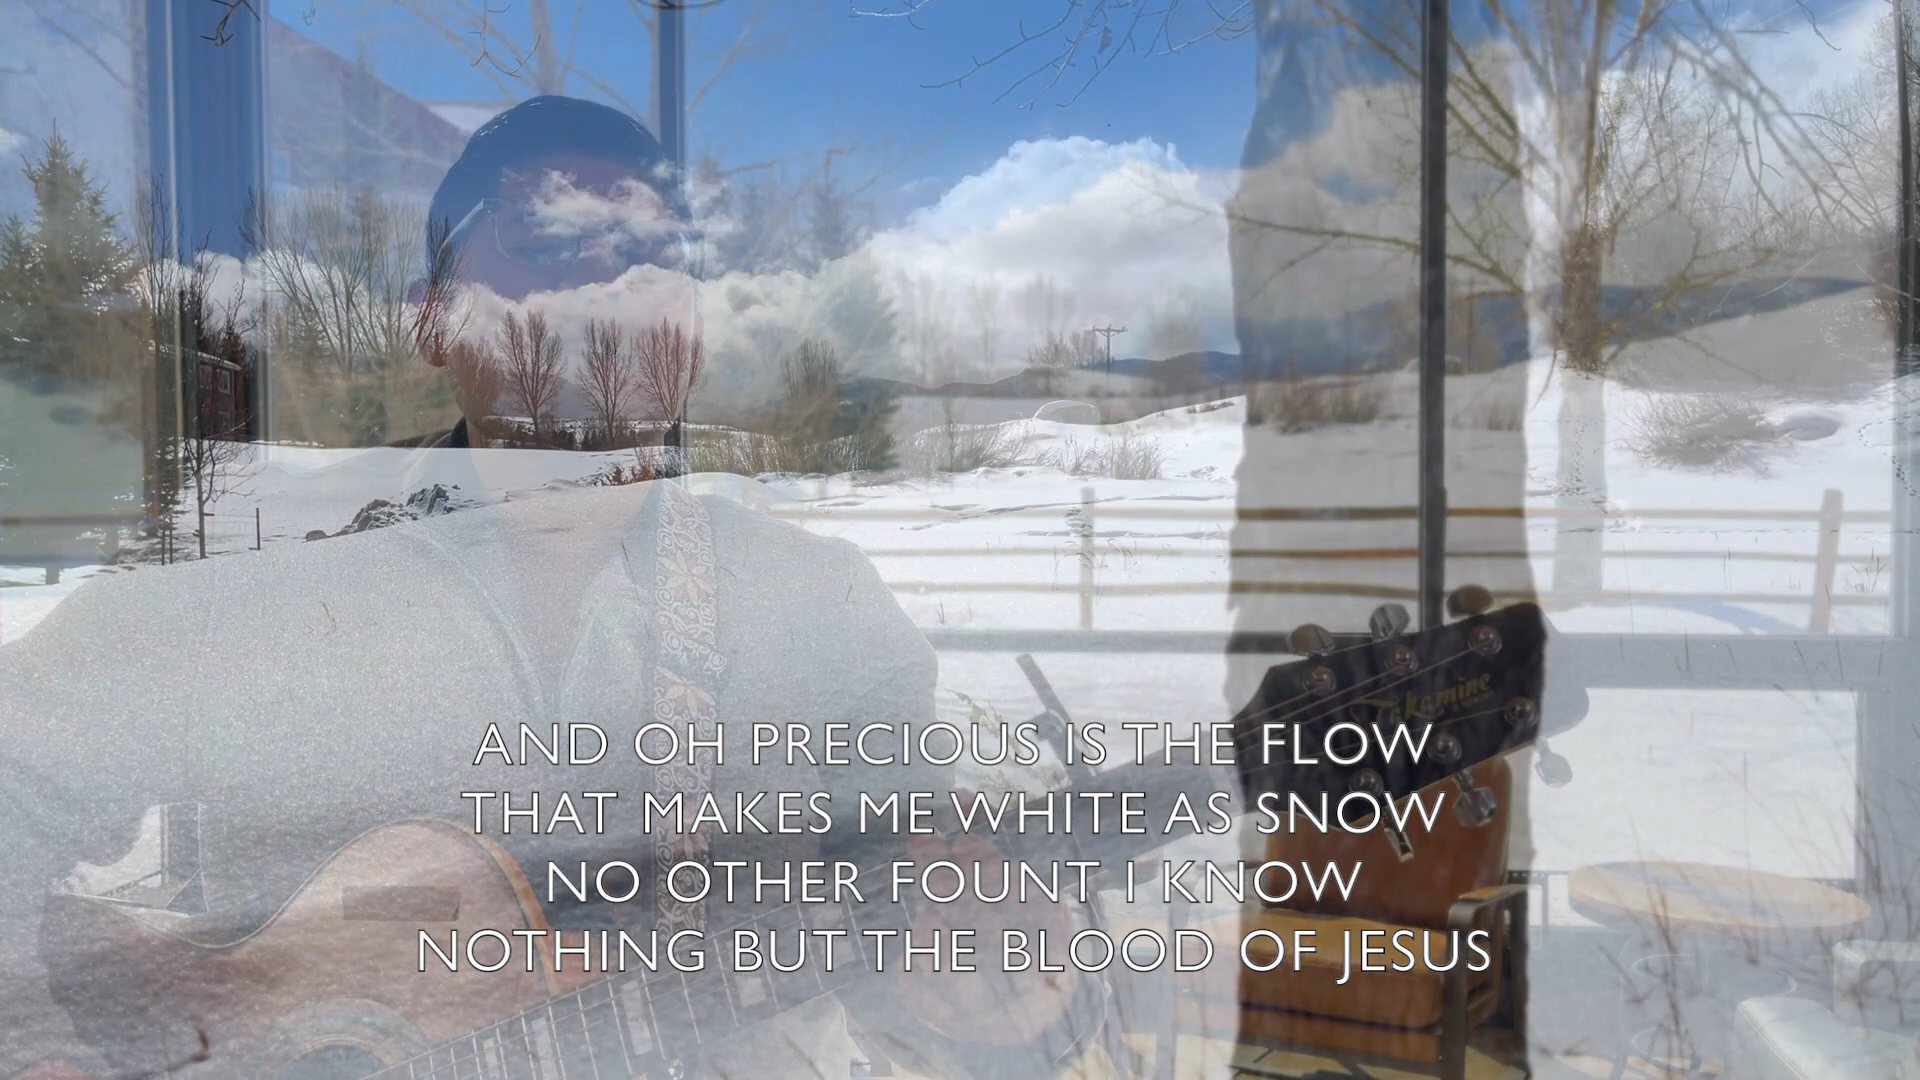 Takamine
AND OH PRECIOUS IS THE FLOW
THAT MAKES ME WHITE AS SNOW
NO OTHER FOUNT I KNOW
NOTHING BUT THE BLOOD OF JESUS